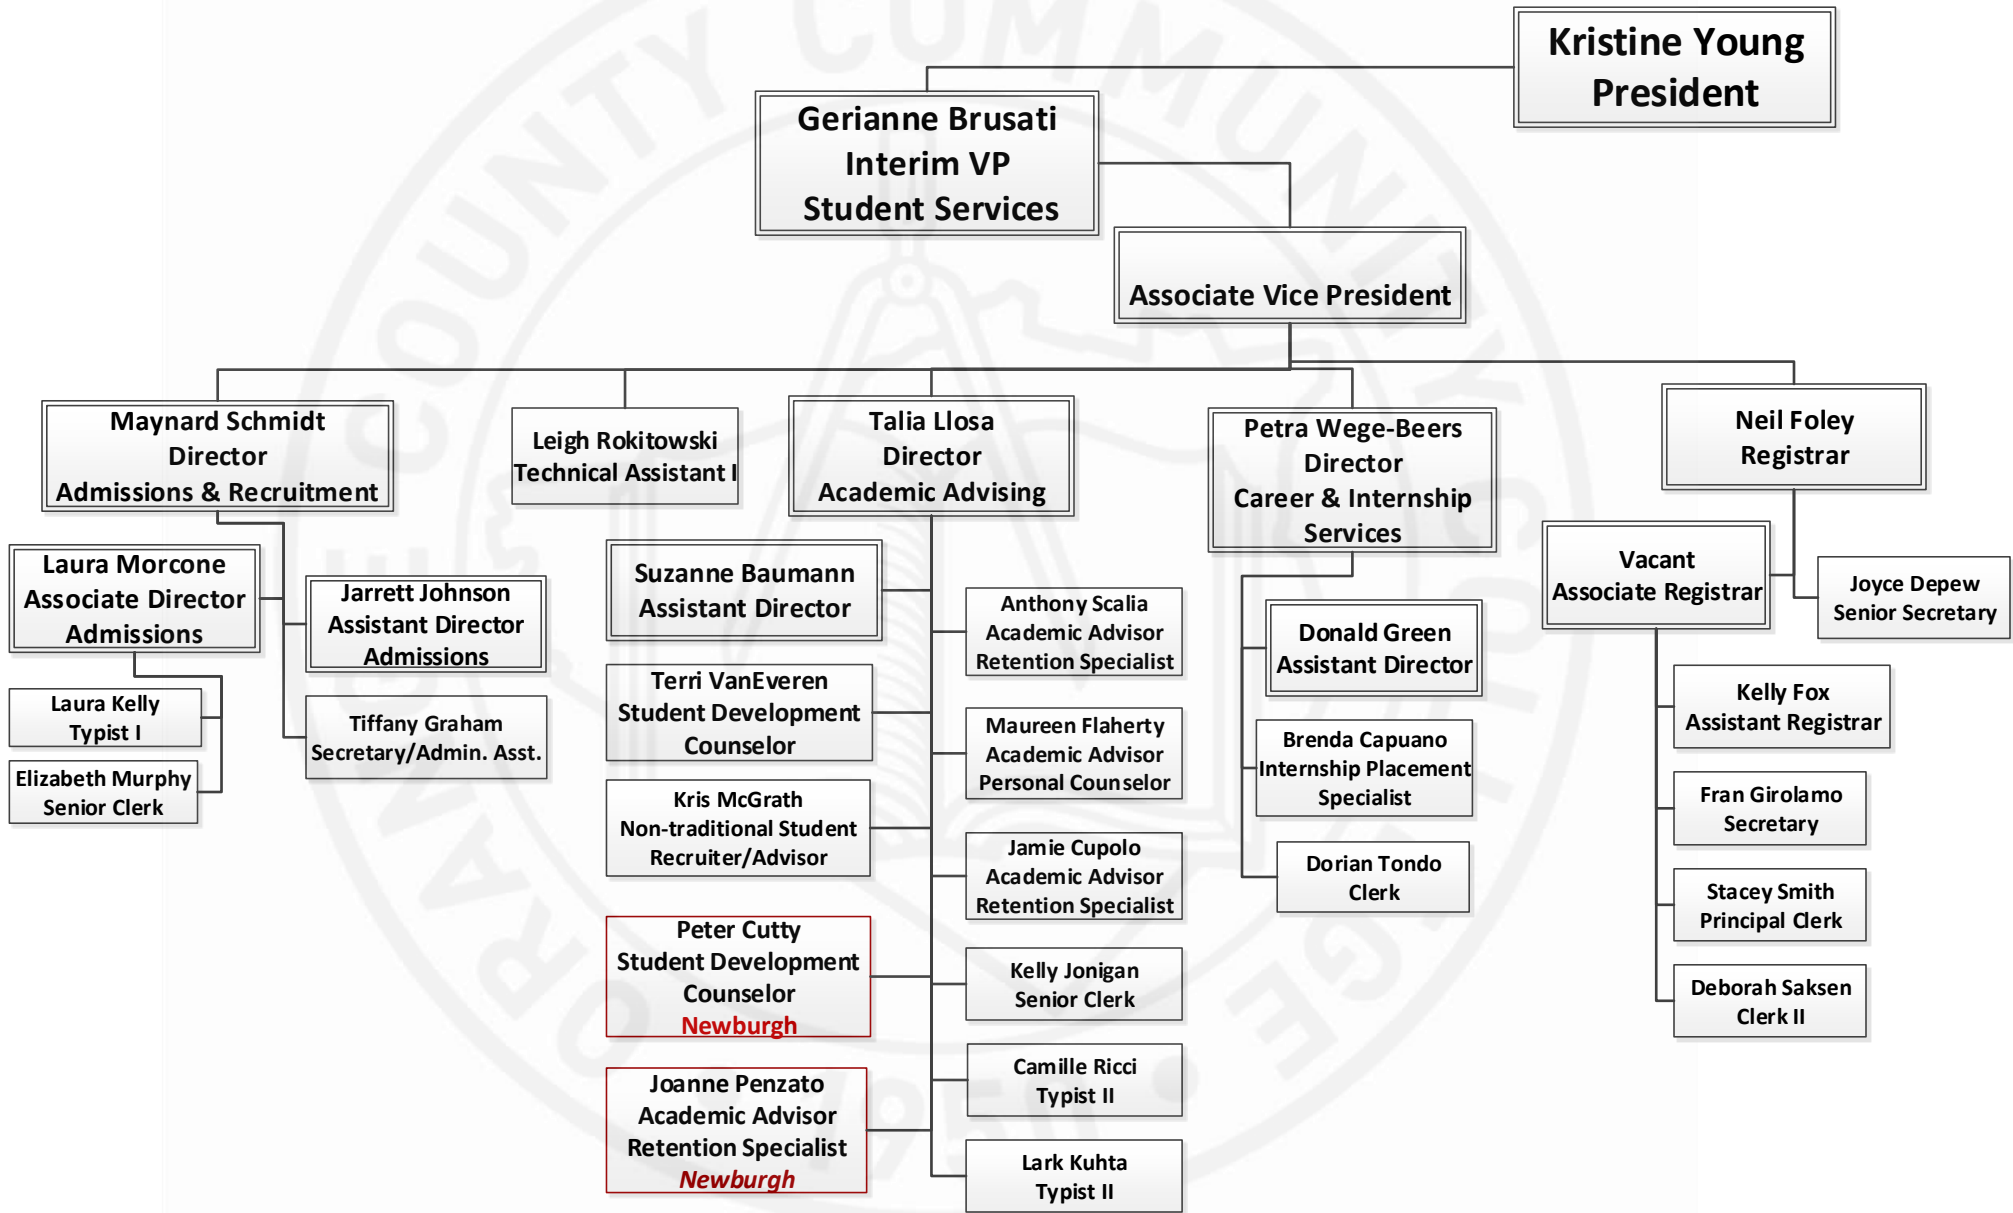 Kristine Young
President
Gerianne Brusati
Interim VP
Student Services
Associate Vice President
Maynard Schmidt
Director
Admissions & Recruitment
Leigh Rokitowski
Technical Assistant I
Talia Llosa
Director
Academic Advising
Petra Wege-Beers
Director
Career & Internship
Services
Neil Foley
Registrar
Laura Morcone
Associate Director
Admissions
Jarrett Johnson
Assistant Director
Admissions
Laura Kelly
Typist I
Tiffany Graham
Secretary/Admin. Asst.
Elizabeth Murphy
Senior Clerk
Suzanne Baumann
Assistant Director
Anthony Scalia
Academic Advisor
Retention Specialist
Terri VanEveren
Student Development
Counselor
Maureen Flaherty
Academic Advisor
Personal Counselor
Kris McGrath
Non-traditional Student
Recruiter/Advisor
Jamie Cupolo
Academic Advisor
Retention Specialist
Peter Cutty
Student Development
Counselor
Newburgh
Kelly Jonigan
Senior Clerk
Joanne Penzato
Academic Advisor
Retention Specialist
Newburgh
Camille Ricci
Typist II
Lark Kuhta
Typist II
Donald Green
Assistant Director
Brenda Capuano
Internship Placement
Specialist
Dorian Tondo
Clerk
Vacant
Associate Registrar
Joyce Depew
Senior Secretary
Kelly Fox
Assistant Registrar
Fran Girolamo
Secretary
Stacey Smith
Principal Clerk
Deborah Saksen
Clerk II
ORANGE COUNTY COMMUNITY COLLEGE
1950